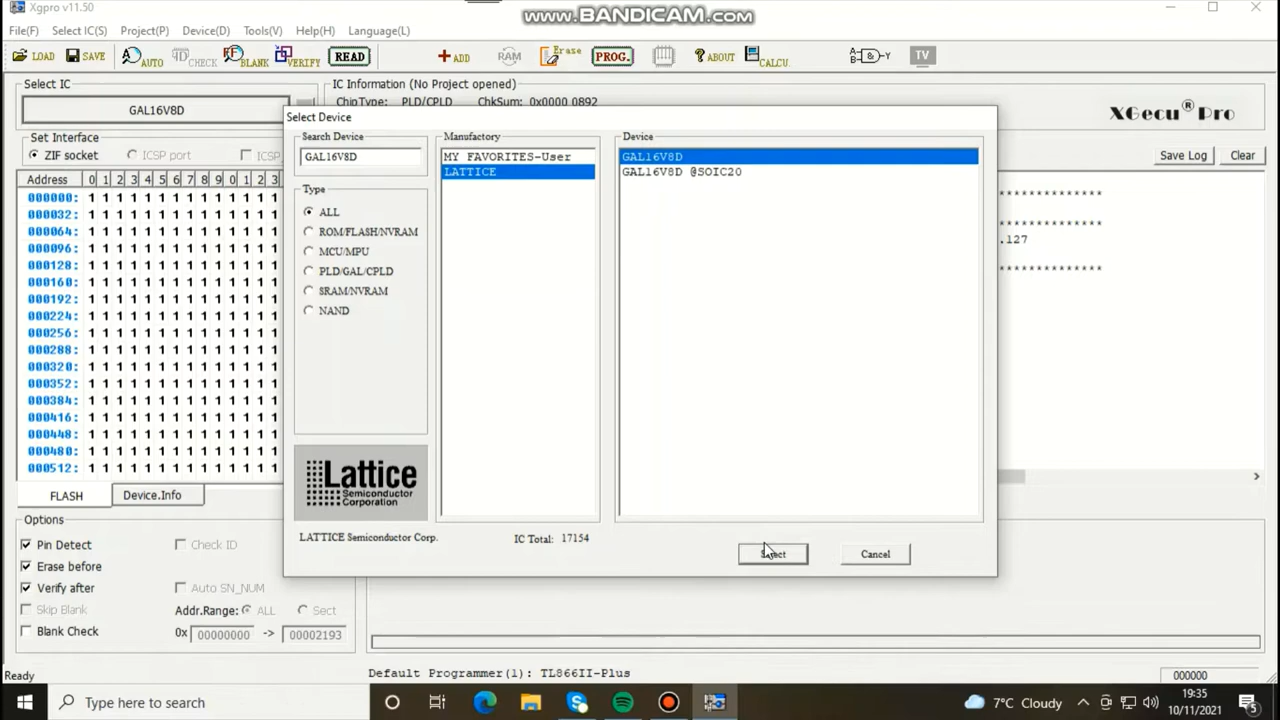 Xgpro v11.50
www.BANDICAM.com
File(F) Select IC(S) Project(P) Device(D) Tools(V) Help(H) Language(L)
LOAD SAVE AUTO CHECK BLANK VERIFY READ ADD RAM Erase PROG. ?ABOUT CALCU. TV
Select IC
IC Information (No Project opened)
GAL16V8D
ChipType: PLD/CPLD ChkSum: 0x0000 0892
XGecu® Pro
Set Interface
ZIF socket ICSP port ICSP
Save Log Clear
Address 0 1 2 3 4 5 6 7 8 9 0 1 2 3
000000: 1 1 1 1 1 1 1 1 1 1 1 1 1 1
000032: 1 1 1 1 1 1 1 1 1 1 1 1 1 1
000064: 1 1 1 1 1 1 1 1 1 1 1 1 1 1
000096: 1 1 1 1 1 1 1 1 1 1 1 1 1 1
000128: 1 1 1 1 1 1 1 1 1 1 1 1 1 1
000160: 1 1 1 1 1 1 1 1 1 1 1 1 1 1
000192: 1 1 1 1 1 1 1 1 1 1 1 1 1 1
000224: 1 1 1 1 1 1 1 1 1 1 1 1 1 1
000256: 1 1 1 1 1 1 1 1 1 1 1 1 1 1
000288: 1 1 1 1 1 1 1 1 1 1 1 1 1 1
000320: 1 1 1 1 1 1 1 1 1 1 1 1 1 1
000352: 1 1 1 1 1 1 1 1 1 1 1 1 1 1
000384: 1 1 1 1 1 1 1 1 1 1 1 1 1 1
000416: 1 1 1 1 1 1 1 1 1 1 1 1 1 1
000448: 1 1 1 1 1 1 1 1 1 1 1 1 1 1
000480: 1 1 1 1 1 1 1 1 1 1 1 1 1 1
000512: 1 1 1 1 1 1 1 1 1 1 1 1 1 1
FLASH Device.Info
Select Device
Search Device
GAL16V8D
Type
ALL
ROM/FLASH/NVRAM
MCU/MPU
PLD/GAL/CPLD
SRAM/NVRAM
NAND
Lattice
Semiconductor
Corporation
LATTICE Semiconductor Corp.
Manufactory
MY FAVORITES-User
LATTICE
IC Total: 17154
Device
GAL16V8D
GAL16V8D @SOIC20
Select Cancel
***************
***************
.127
***************
Options
Pin Detect Check ID
Erase before
Verify after Auto SN_NUM
Skip Blank Addr.Range: ALL Sect
Blank Check 0x 00000000 -> 00002193
Ready
Default Programmer(1): TL866II-Plus
000000
Type here to search
7°C Cloudy
19:35
10/11/2021
5